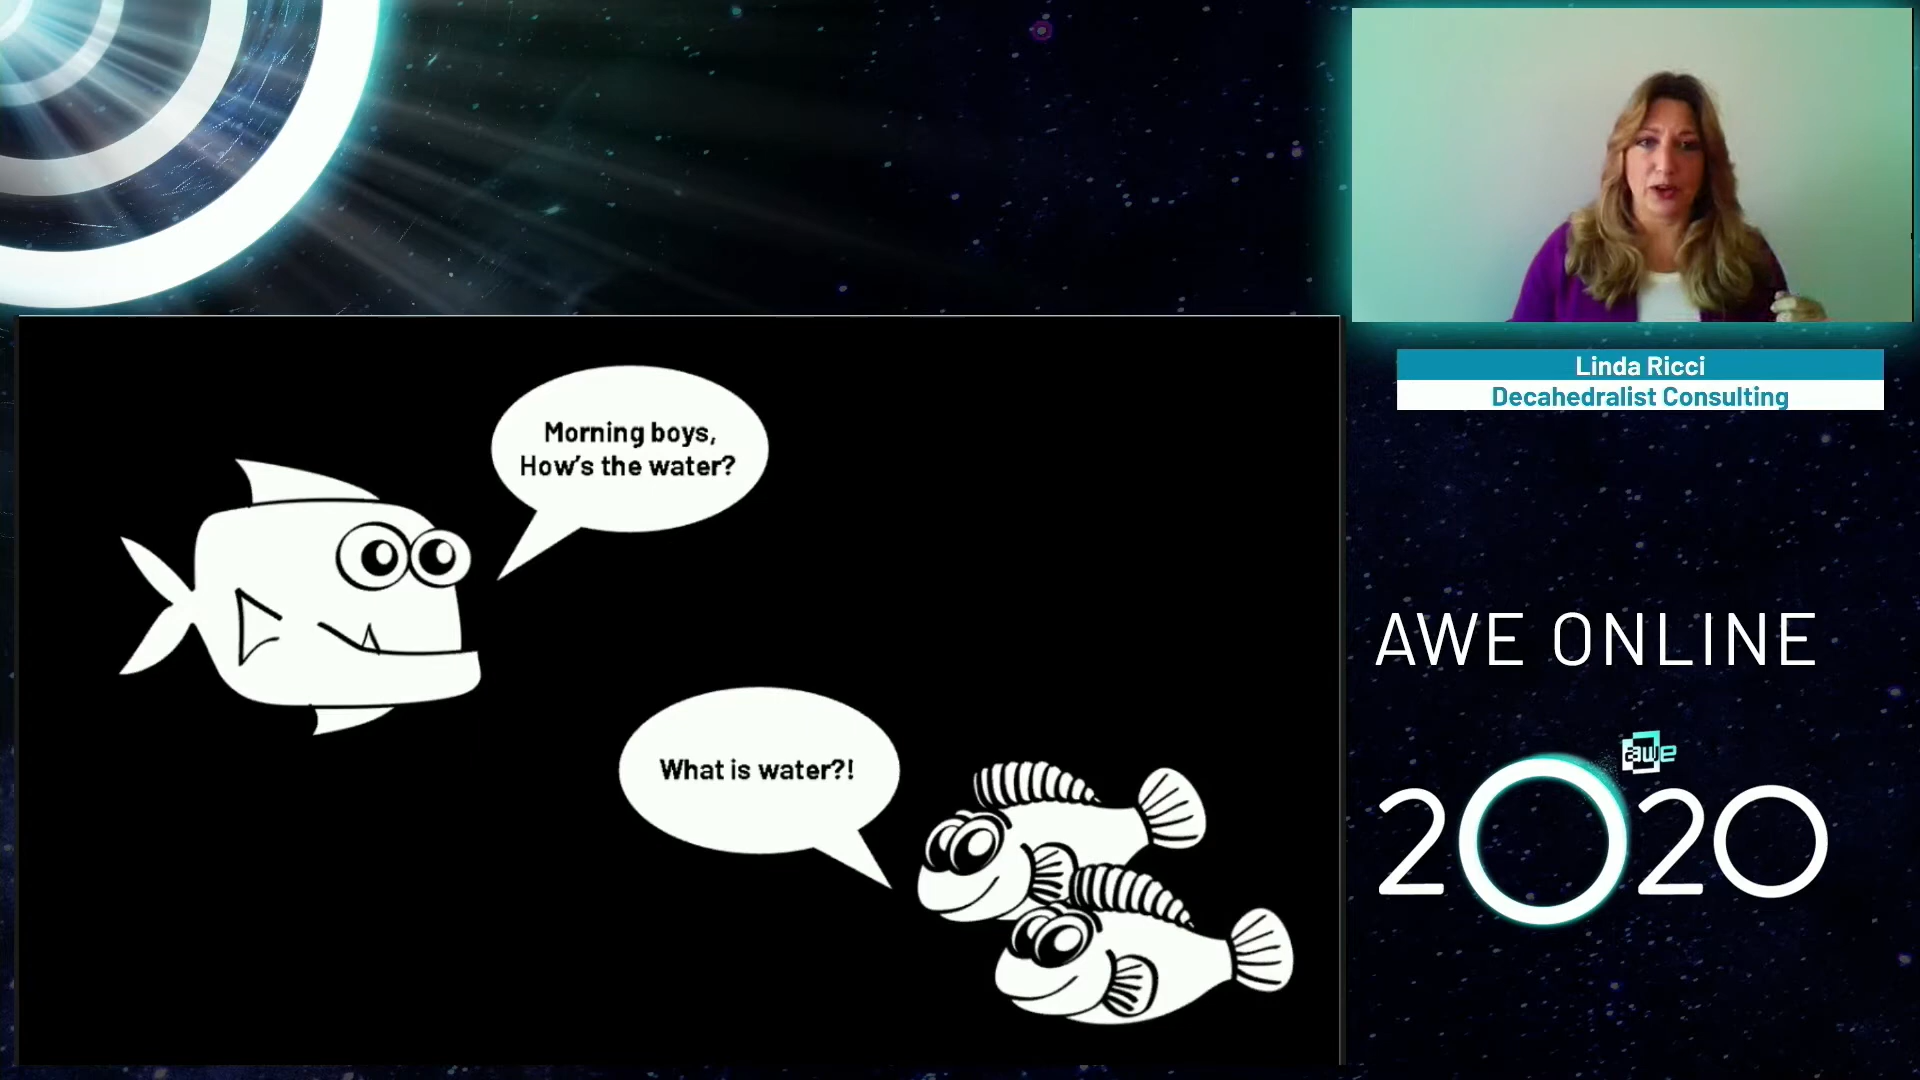 Morning boys,
How's the water?
What is water?!
Linda Ricci
Decahedralist Consulting
AWE ONLINE
awe
2020